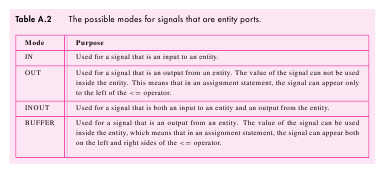 Table A.2 The possible modes for signals that are entity ports.
Mode Purpose
IN Used for a signal that is an input to an entity.
OUT Used for a signal that is an output from an entity. The value of the signal can not be used
inside the entity. This means that in an assignment statement, the signal can appear only
to the left of the <= operator.
INOUT Used for a signal that is both an input to an entity and an output from the entity.
BUFFER Used for a signal that is an output from an entity. The value of the signal can be used
inside the entity, which means that in an assignment statement, the signal can appear both
on the left and right sides of the <= operator.